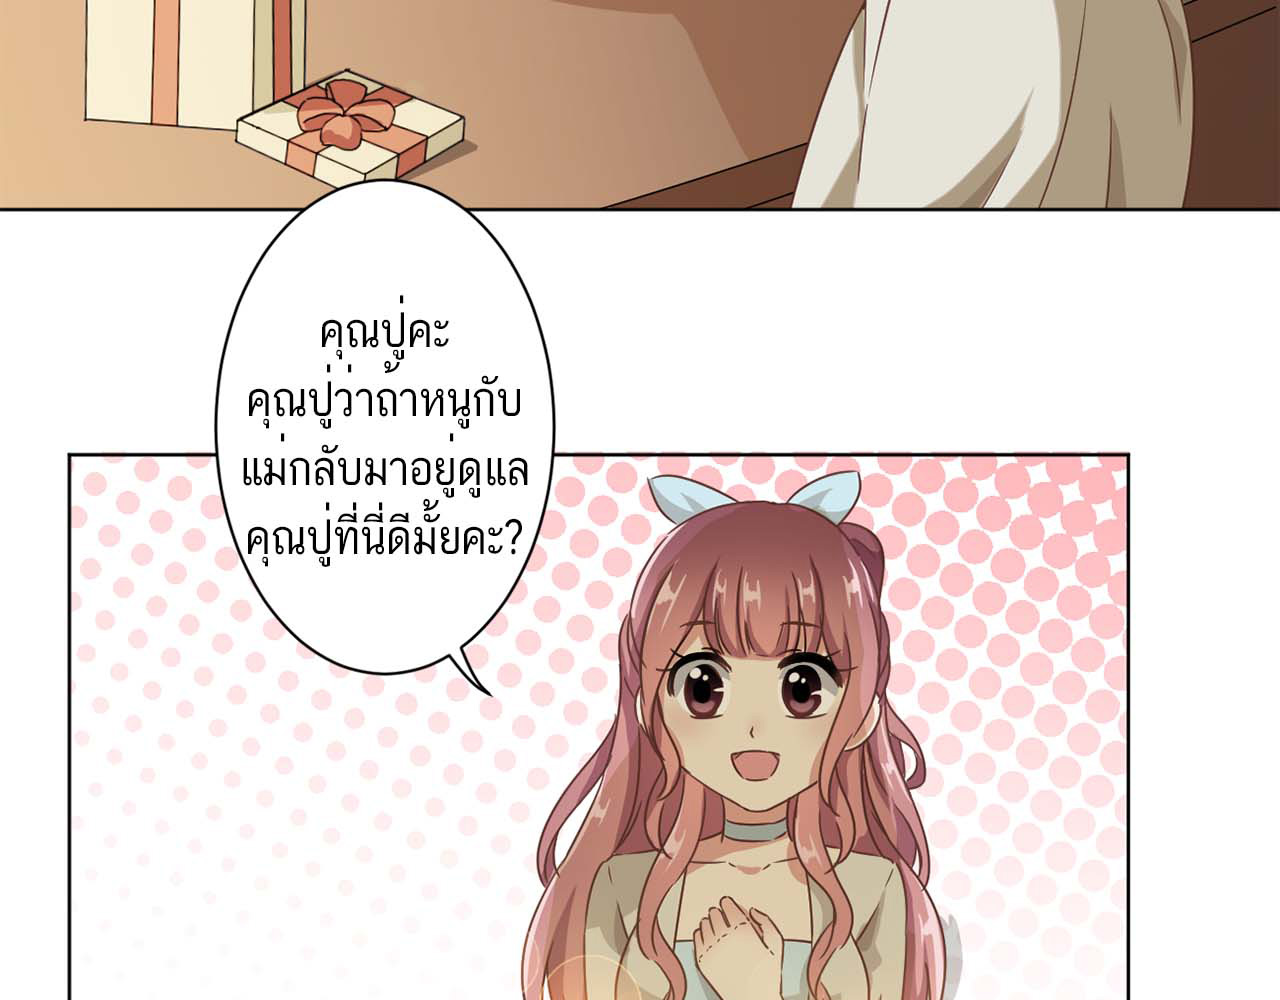 คุณปู่คะ
คุณปู่ว่าถ้าหนูกับ
แม่กลับมาอยู่ดูแล
คุณปู่ที่นี่ดีมั้ยคะ?